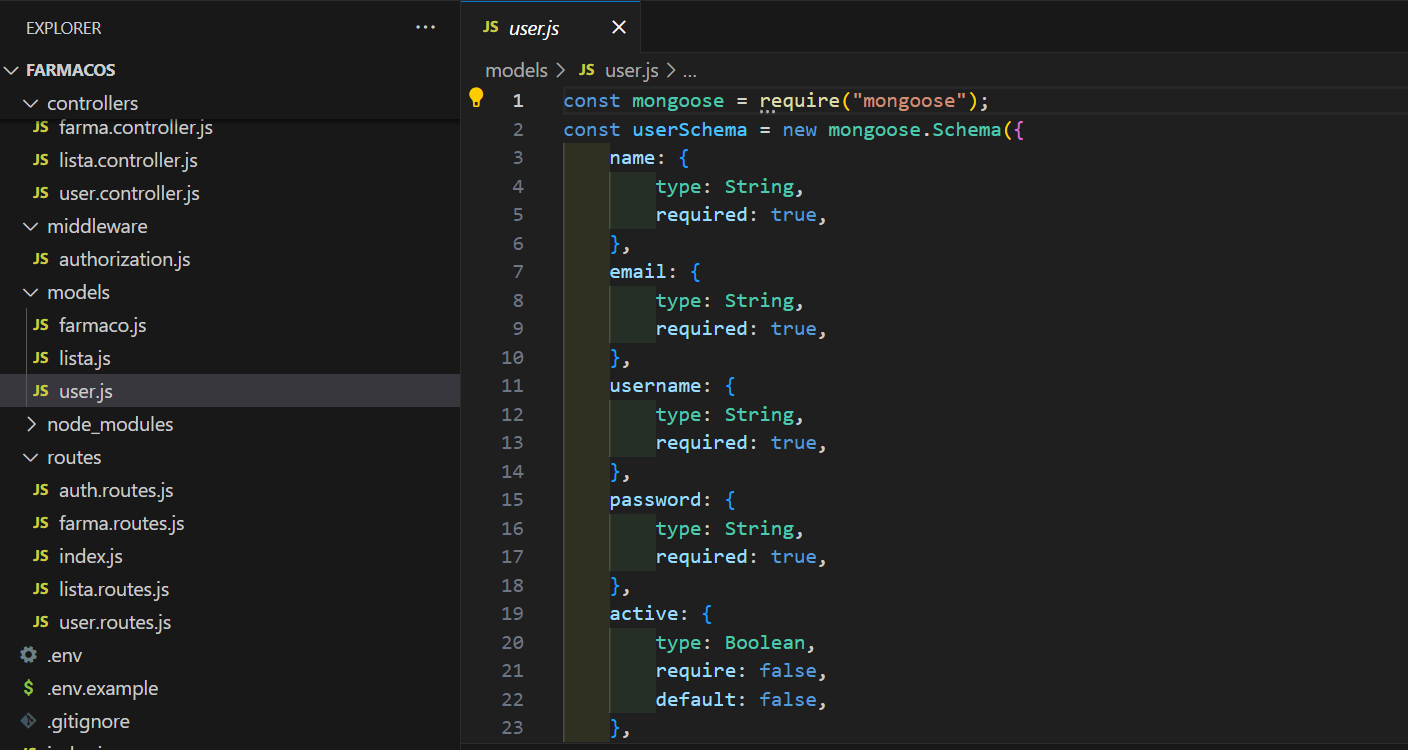 EXPLORER
FARMACOS
controllers
JS farma.controller.js
JS lista.controller.js
JS user.controller.js
middleware
JS authorization.js
models
JS farmaco.js
JS lista.js
JS user.js
node_modules
routes
JS auth.routes.js
JS farma.routes.js
JS index.js
JS lista.routes.js
JS user.routes.js
.env
$ .env.example
.gitignore
JS user.js
models > JS user.js > ...
1 const mongoose = require("mongoose");
2 const userSchema = new mongoose.Schema({
3 name: {
4 type: String,
5 required: true,
6 },
7 email: {
8 type: String,
9 required: true,
10 },
11 username: {
12 type: String,
13 required: true,
14 },
15 password: {
16 type: String,
17 required: true,
18 },
19 active: {
20 type: Boolean,
21 require: false,
22 default: false,
23 },